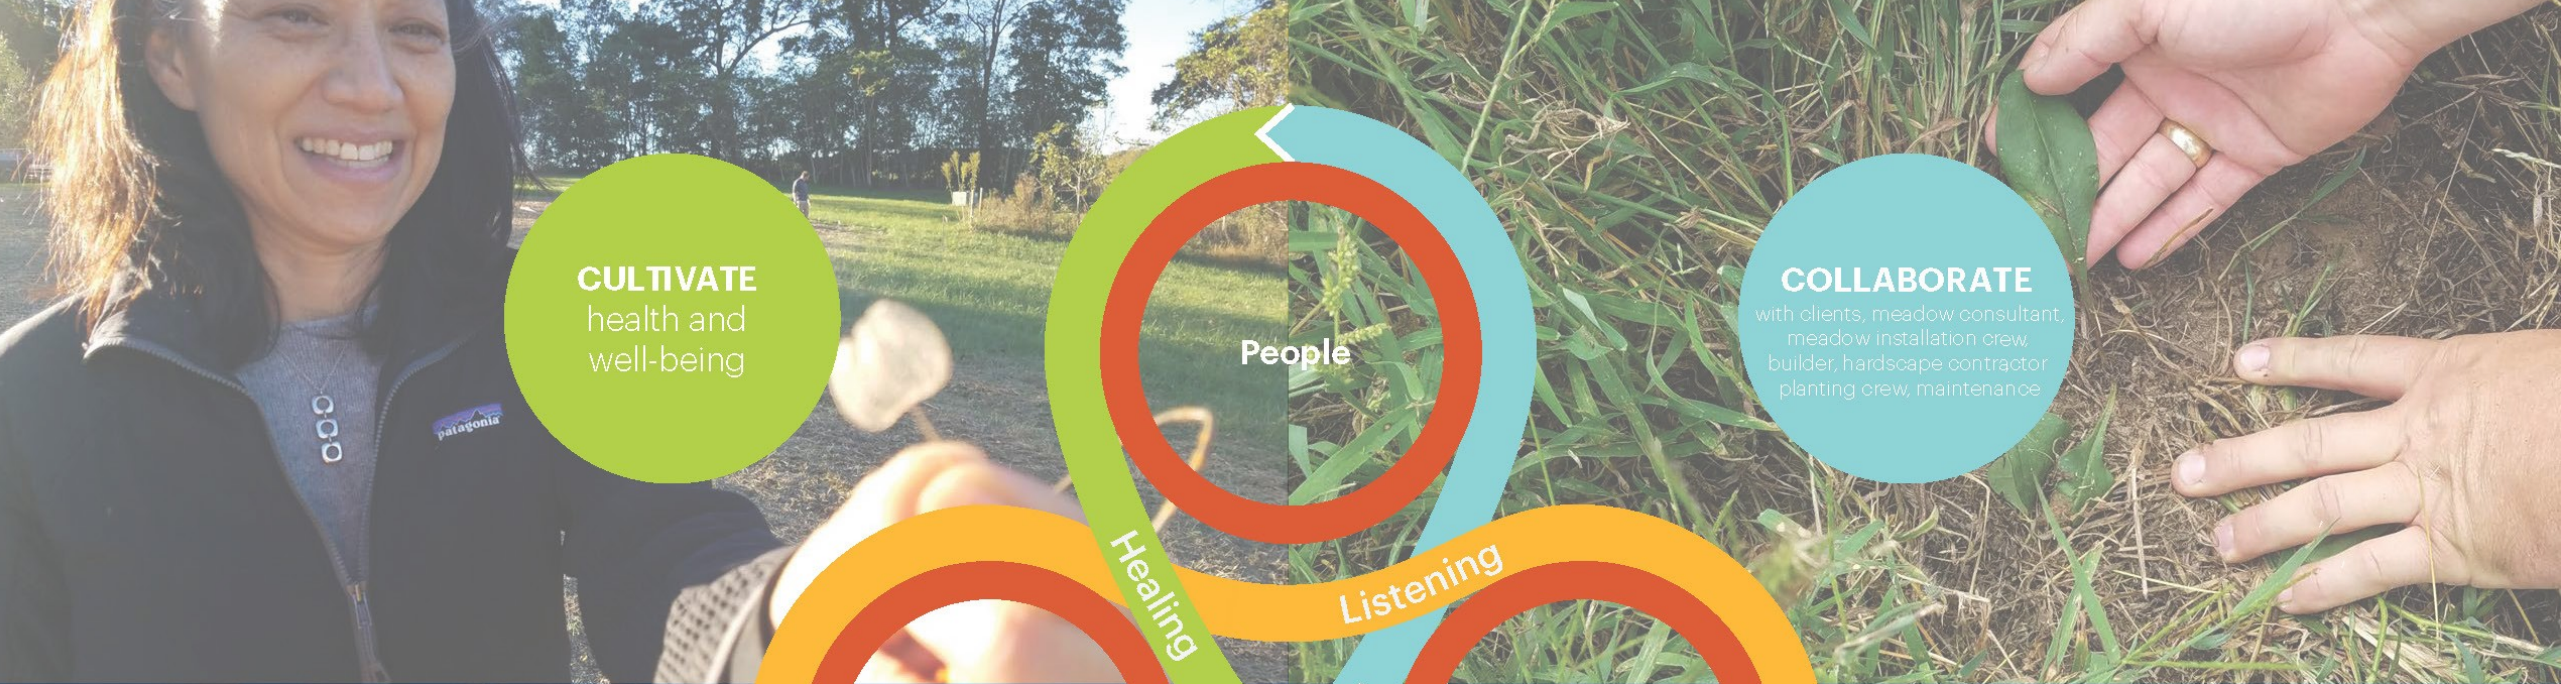 CULTIVATE
health and
well-being
patagonia
People
Healing
Listening
COLLABORATE
with clients, meadow consultant,
meadow installation crew,
builder, hardscape contractor
planting crew, maintenance